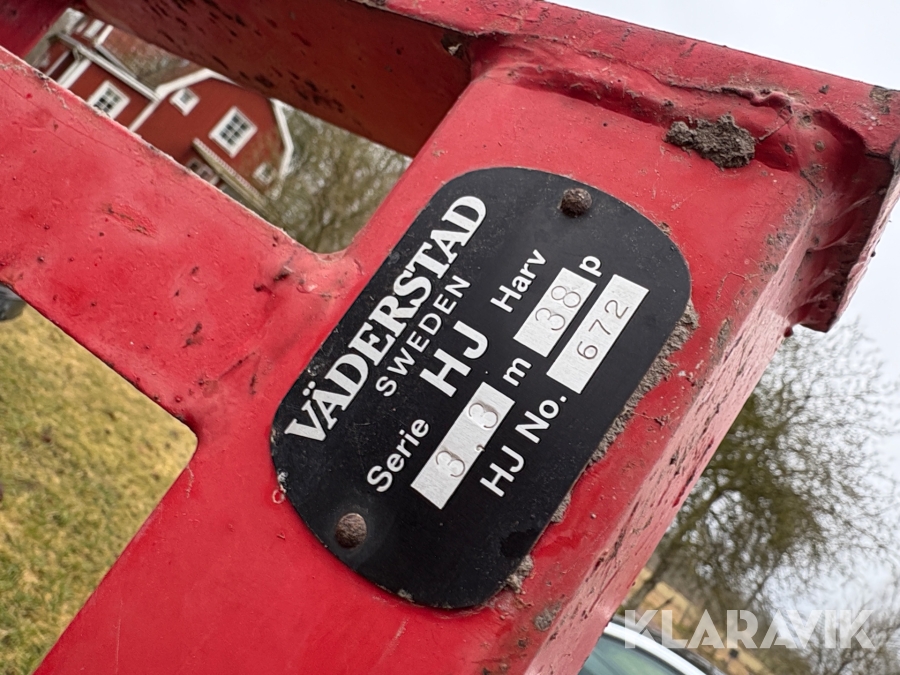 VÄDERSTAD
SWEDEN
Serie HJ Harv
3,3 m 38 p
HJ No. 672
KLARAVIK